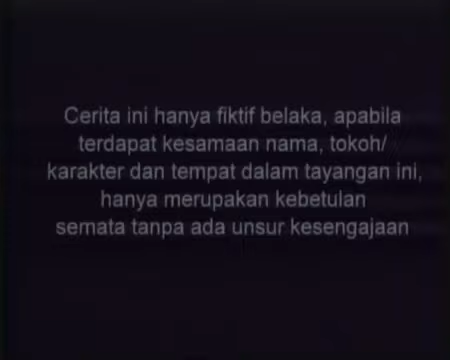 Cerita ini hanya fiktif belaka, apabila
terdapat kesamaan nama, tokoh/
karakter dan tempat dalam tayangan ini,
hanya merupakan kebetulan
semata tanpa ada unsur kesengajaan